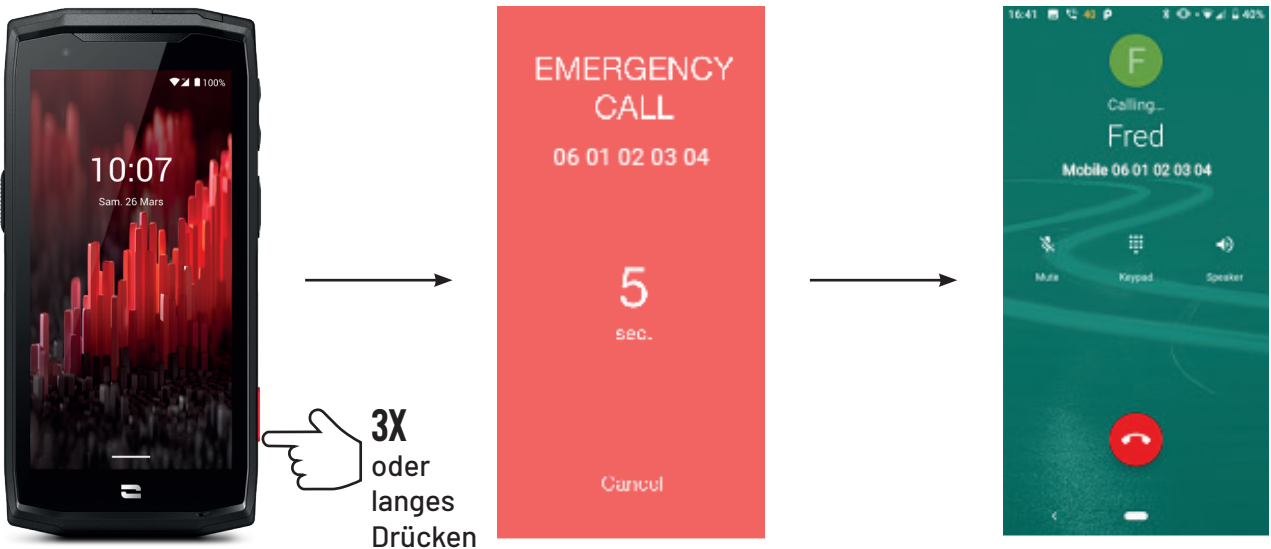 100%
10:07
Sam. 26 Mars
3X
oder
langes
Drücken
EMERGENCY
CALL
06 01 02 03 04
5
sec.
Cancel
16:41 40 P 40%
F
Calling...
Fred
Mobile 06 01 02 03 04
Mute Keypad Speaker